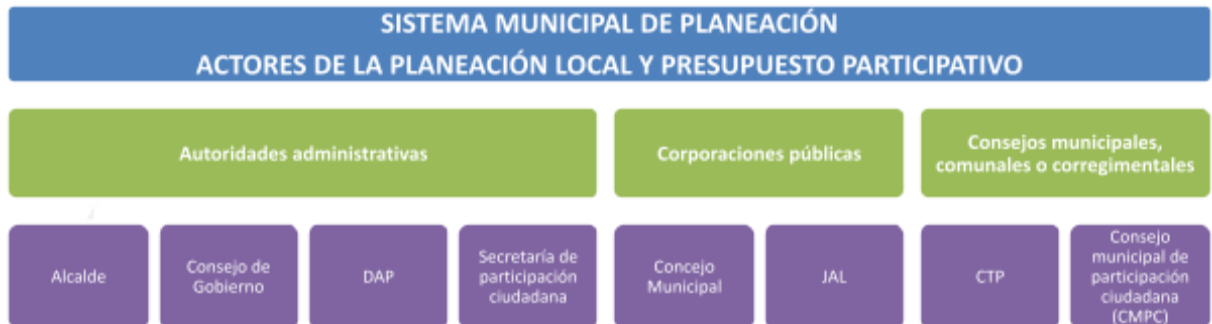 SISTEMA MUNICIPAL DE PLANEACIÓN
ACTORES DE LA PLANEACIÓN LOCAL Y PRESUPUESTO PARTICIPATIVO
Autoridades administrativas
Corporaciones públicas
Consejos municipales,
comunales o corregimentales
Alcalde
Consejo de
Gobierno
DAP
Secretaría de
participación
ciudadana
Concejo
Municipal
JAL
CTP
Consejo
municipal de
participación
ciudadana
(CMPC)